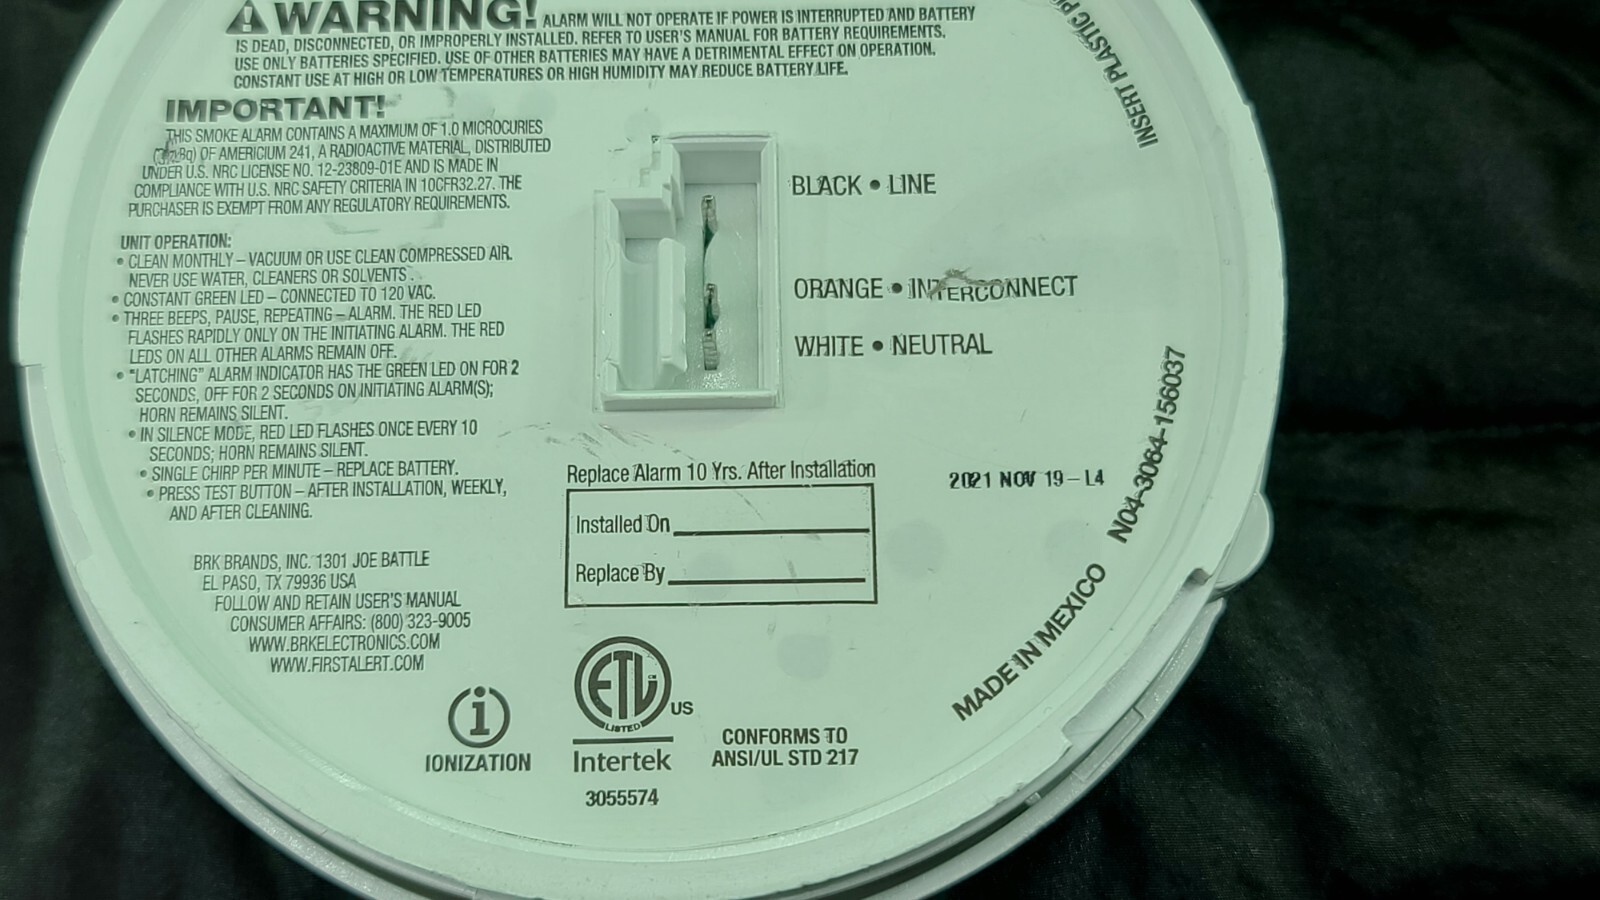 WARNING! ALARM WILL NOT OPERATE IF POWER IS INTERRUPTED AND BATTERY
IS DEAD, DISCONNECTED, OR IMPROPERLY INSTALLED. REFER TO USER'S MANUAL FOR BATTERY REQUIREMENTS.
USE ONLY BATTERIES SPECIFIED. USE OF OTHER BATTERIES MAY HAVE A DETRIMENTAL EFFECT ON OPERATION.
CONSTANT USE AT HIGH OR LOW TEMPERATURES OR HIGH HUMIDITY MAY REDUCE BATTERY LIFE.
IMPORTANT!
THIS SMOKE ALARM CONTAINS A MAXIMUM OF 1.0 MICROCURIES
OF AMERICIUM 241, A RADIOACTIVE MATERIAL, DISTRIBUTED
UNDER U.S. NRC LICENSE NO. 12-23809-01E AND IS MADE IN
COMPLIANCE WITH U.S. NRC SAFETY CRITERIA IN 10CFR32.27. THE
PURCHASER IS EXEMPT FROM ANY REGULATORY REQUIREMENTS.
UNIT OPERATION:
• CLEAN MONTHLY – VACUUM OR USE CLEAN COMPRESSED AIR.
NEVER USE WATER, CLEANERS OR SOLVENTS.
• CONSTANT GREEN LED – CONNECTED TO 120 VAC.
• THREE BEEPS, PAUSE, REPEATING – ALARM. THE RED LED
FLASHES RAPIDLY ONLY ON THE INITIATING ALARM. THE RED
LEDS ON ALL OTHER ALARMS REMAIN OFF.
• "LATCHING" ALARM INDICATOR HAS THE GREEN LED ON FOR 2
SECONDS, OFF FOR 2 SECONDS ON INITIATING ALARM(S);
HORN REMAINS SILENT.
• IN SILENCE MODE, RED LED FLASHES ONCE EVERY 10
SECONDS; HORN REMAINS SILENT.
• SINGLE CHIRP PER MINUTE – REPLACE BATTERY.
• PRESS TEST BUTTON – AFTER INSTALLATION, WEEKLY,
AND AFTER CLEANING.
BRK BRANDS, INC. 1301 JOE BATTLE
EL PASO, TX 79936 USA
FOLLOW AND RETAIN USER'S MANUAL
CONSUMER AFFAIRS: (800) 323-9005
WWW.BRKELECTRONICS.COM
WWW.FIRSTALERT.COM
IONIZATION
BLACK • LINE
ORANGE • INTERCONNECT
WHITE • NEUTRAL
Replace Alarm 10 Yrs. After Installation
Installed On
Replace By
2021 NOV 19 – L4
ETL
LISTED
US
Intertek
3055574
CONFORMS TO
ANSI/UL STD 217
MADE IN MEXICO N04-3064-156037
INSERT PLASTIC